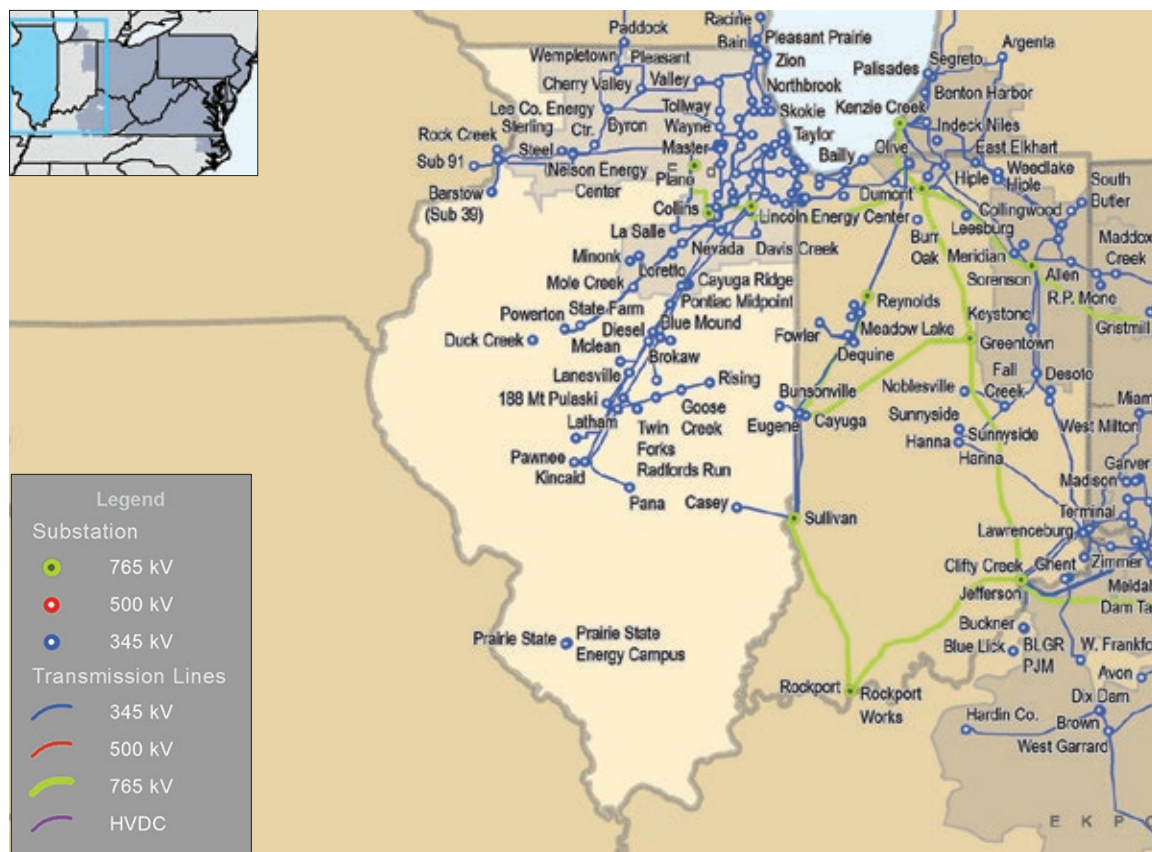 Racine
Paddock
Bain
Pleasant Prairie
Argenta
Wempletown
Pleasant
Zion
Segreto
Palisades
Cherry Valley
Valley
Northbrook
Benton Harbor
Lee Co. Energy
Tollway
Skokie
Kenzie Creek
Rock Creek
Sterling
Ctr.
Byron
Wayne
Taylor
Indeck Niles
Steel
Master
Olive
East Elkhart
Sub 91
Nelson Energy
Center
E
d
Bailly
Weedlake
Hiple
Hiple
Plano
Barstow
(Sub 39)
Dumont
South
Butler
Collins
Lincoln Energy Center
Collingwood
Leesburg
La Salle
Nevada
Davis Creek
Burr
Oak
Meridian
Maddox
Creek
Minonk
Loretto
Sorenson
Allen
Mole Creek
Cayuga Ridge
R.P. Mone
Powerton
State Farm
Pontiac Midpoint
Reynolds
Keystone
Gristmill
Duck Creek
Diesel
Blue Mound
Meadow Lake
Fowler
Greentown
Mclean
Brokaw
Dequine
Fall
Creek
Lanesville
Rising
Bunsonville
Noblesville
Desoto
188 Mt Pulaski
Goose
Creek
Sunnyside
Miam
Latham
Twin
Forks
Eugene
Cayuga
West Milton
Hanna
Sunnyside
Hanna
Pawnee
Kincaid
Radfords Run
Garver
Madison
Pana
Casey
Sullivan
Terminal
Lawrenceburg
Clifty Creek
Ghent
Zimmer
Jefferson
Meldal
Dam Ta
Buckner
Prairie State
Prairie State
Energy Campus
Blue Lick
BLGR
PJM
W. Frankfo
Avon
Rockport
Rockport
Works
Dix Dam
Hardin Co.
Brown
West Garrard
E K P C
Legend
Substation
765 kV
500 kV
345 kV
Transmission Lines
345 kV
500 kV
765 kV
HVDC